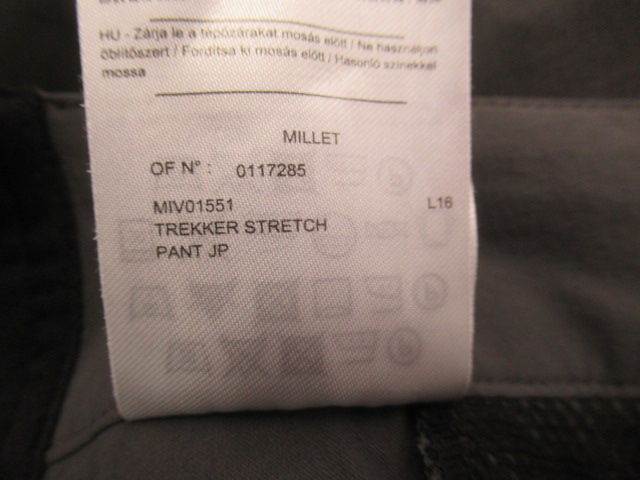 HU - Zárja le a tépőzárakat mosás előtt / Ne használjon
öblítőszert / Fordítsa ki mosás előtt / Hasonló színekkel
mossa
MILLET
OF N° : 0117285
MIV01551 L16
TREKKER STRETCH
PANT JP